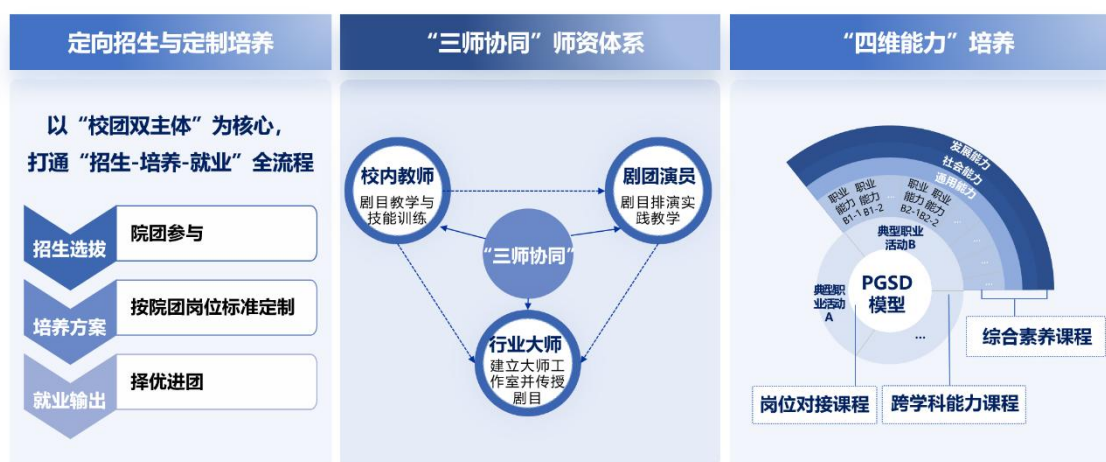 定向招生与定制培养
以“校团双主体”为核心，
打通“招生-培养-就业”全流程
招生选拔
院团参与
培养方案
按院团岗位标准定制
就业输出
择优进团
“三师协同”师资体系
校内教师
剧目教学与
技能训练
剧团演员
剧目排演实
践教学
“三师协同”
行业大师
建立大师工
作室并传授
剧目
“四维能力”培养
发展能力
社会能力
通用能力
职业
能力
B1-1
职业
能力
B1-2
...
职业
能力
B2-1
职业
能力
B2-2
...
...
...
典型职业
活动B
典型职
业活动
A
PGSD
模型
...
综合素养课程
岗位对接课程
跨学科能力课程